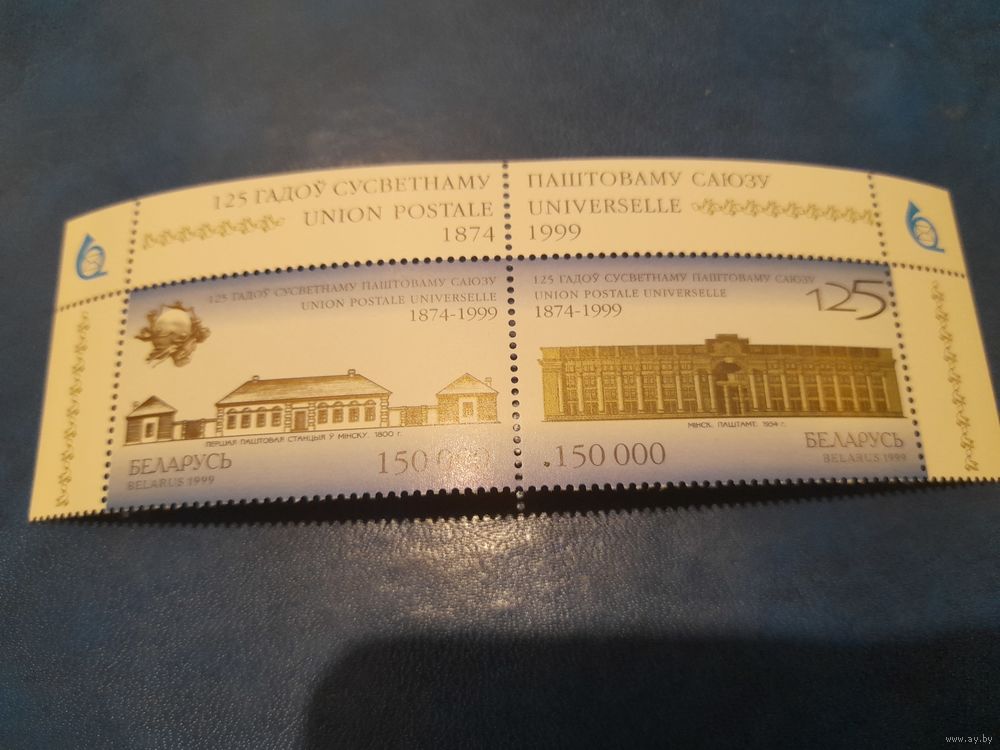 125 ГАДОЎ СУСВЕТНАМУ
UNION POSTALE
1874
ПАШТОВАМУ САЮЗУ
UNIVERSELLE
1999
125 ГАДОЎ СУСВЕТНАМУ ПАШТОВАМУ САЮЗУ
UNION POSTALE UNIVERSELLE
1874-1999
ПЕРШАЯ ПАШТОВАЯ СТАНЦЫЯ Ў МІНСКУ. 1800 г.
БЕЛАРУСЬ
BELARUS 1999
150 000
125 ГАДОЎ СУСВЕТНАМУ ПАШТОВАМУ САЮЗУ
UNION POSTALE UNIVERSELLE
1874-1999
125
МІНСК. ПАШТАМТ. 1954 г.
150 000
БЕЛАРУСЬ
BELARUS 1999
www.ay.by